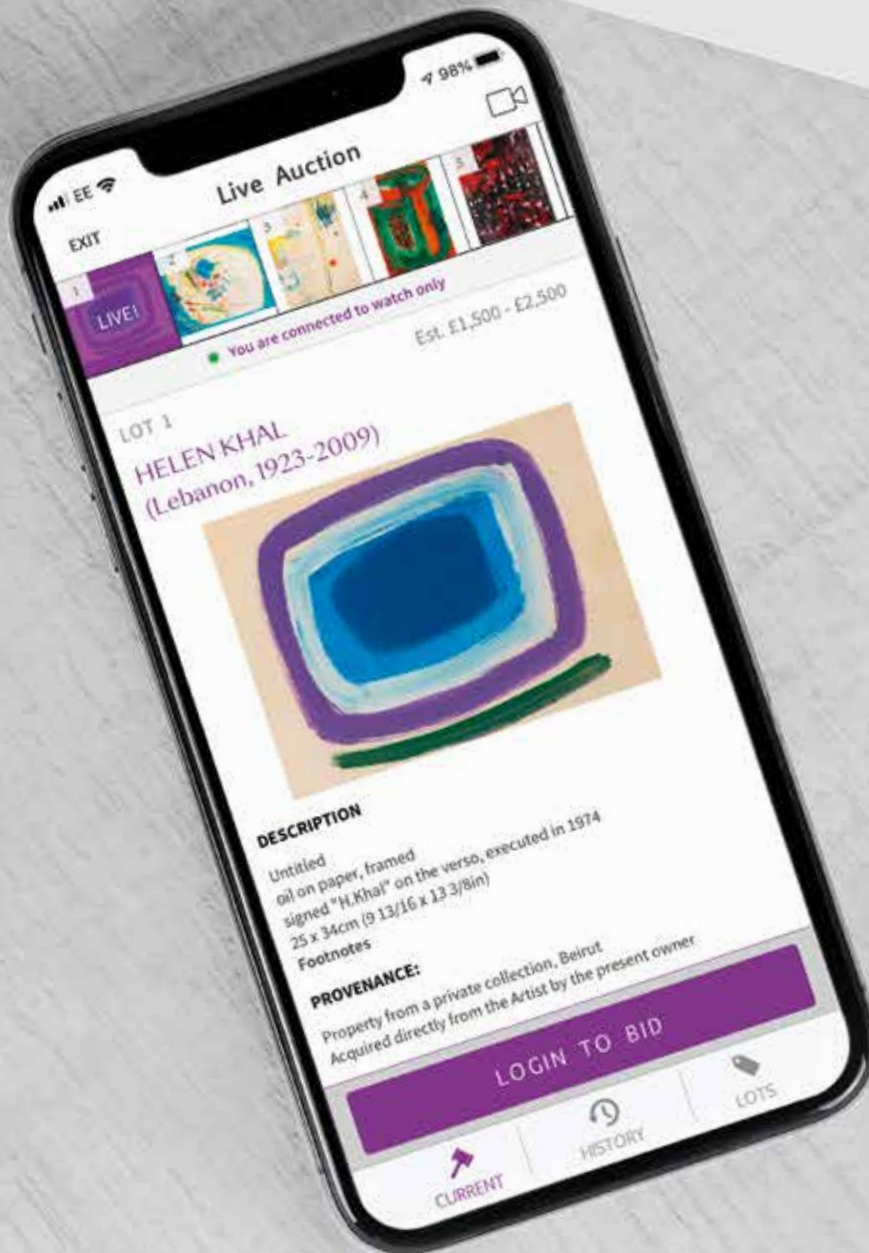 EE
98%
EXIT
Live Auction
1
LIVE!
2
3
4
5
You are connected to watch only
Est. £1,500 - £2,500
LOT 1
HELEN KHAL
(Lebanon, 1923-2009)
DESCRIPTION
Untitled
oil on paper, framed
signed "H.Khal" on the verso, executed in 1974
25 x 34cm (9 13/16 x 13 3/8in)
Footnotes
PROVENANCE:
Property from a private collection, Beirut
Acquired directly from the Artist by the present owner
LOGIN TO BID
CURRENT
HISTORY
LOTS